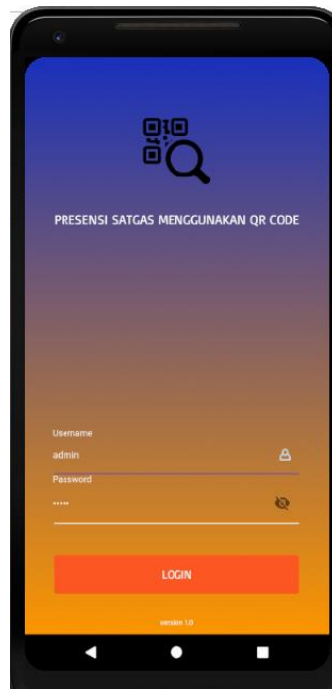 PRESENSI SATGAS MENGGUNAKAN QR CODE
Username
admin
Password
.....
LOGIN
version 1.0